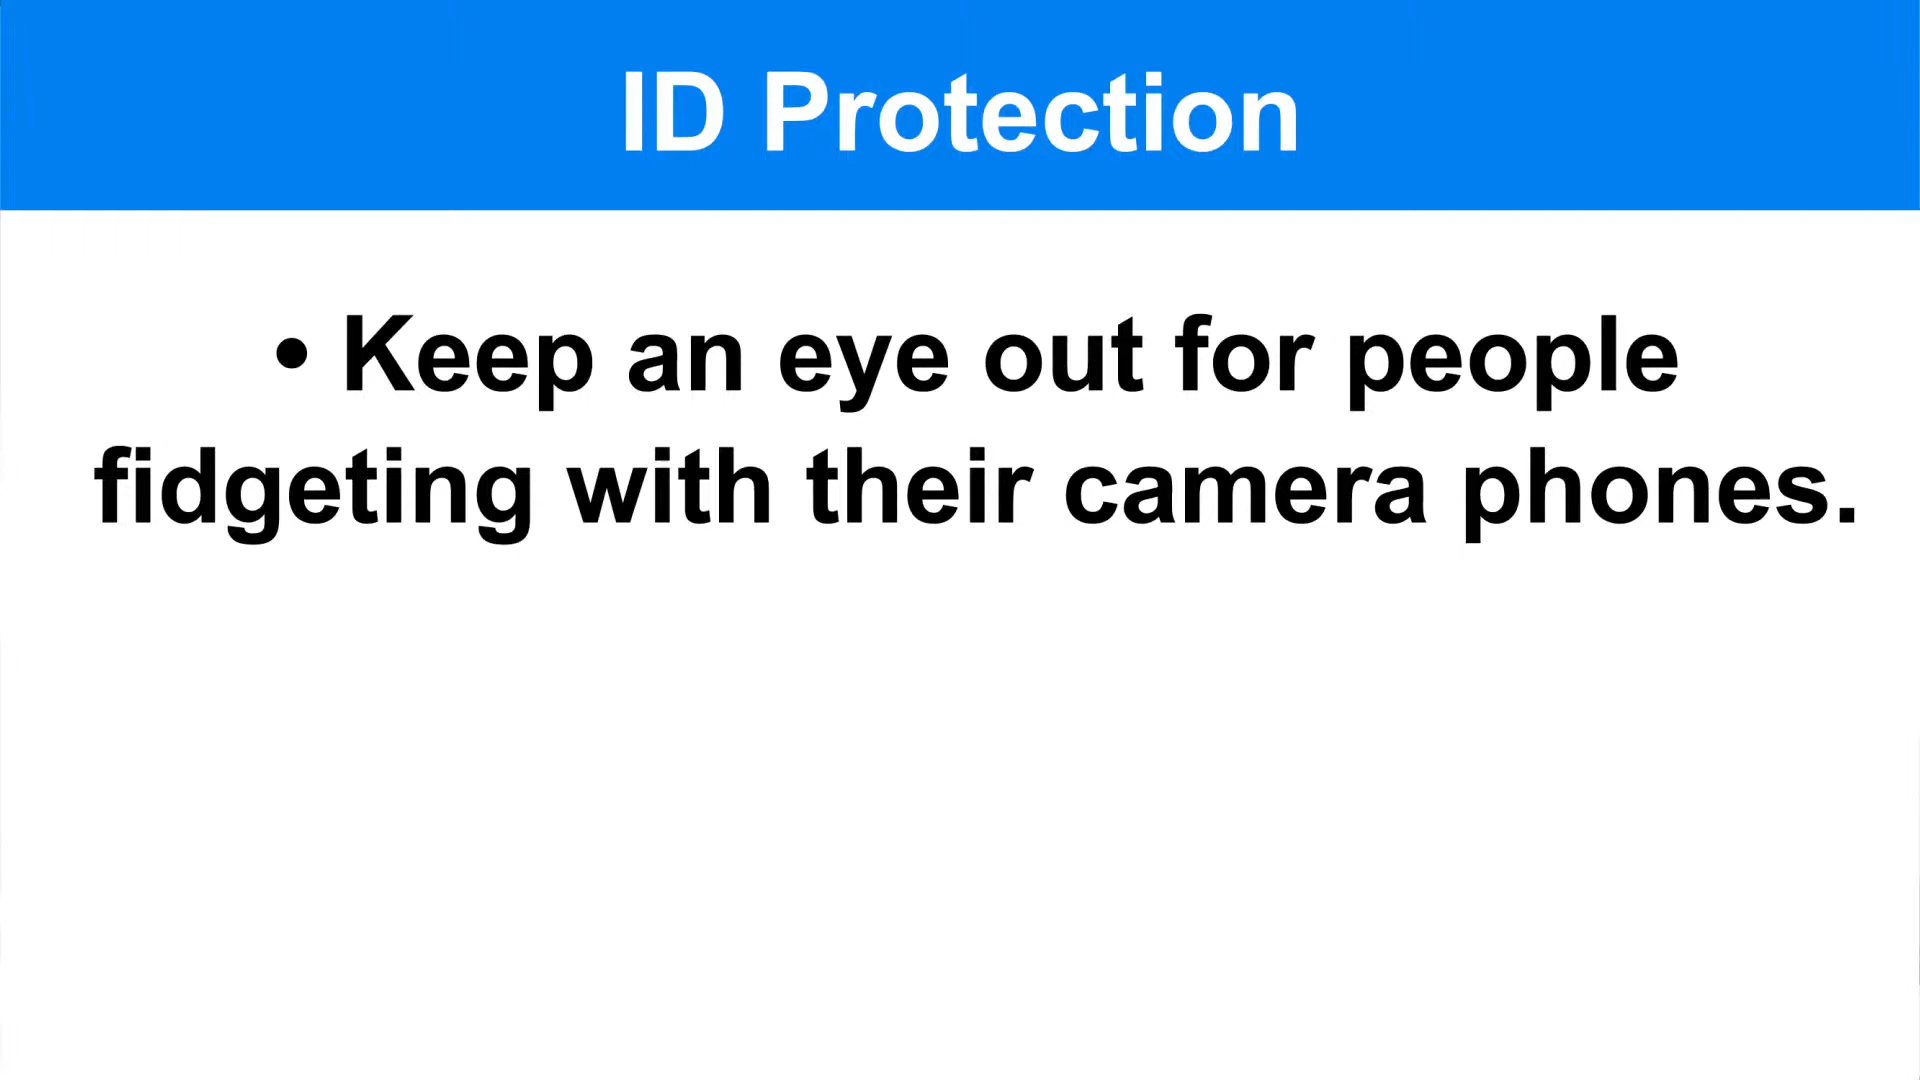 ID Protection
• Keep an eye out for people
fidgeting with their camera phones.